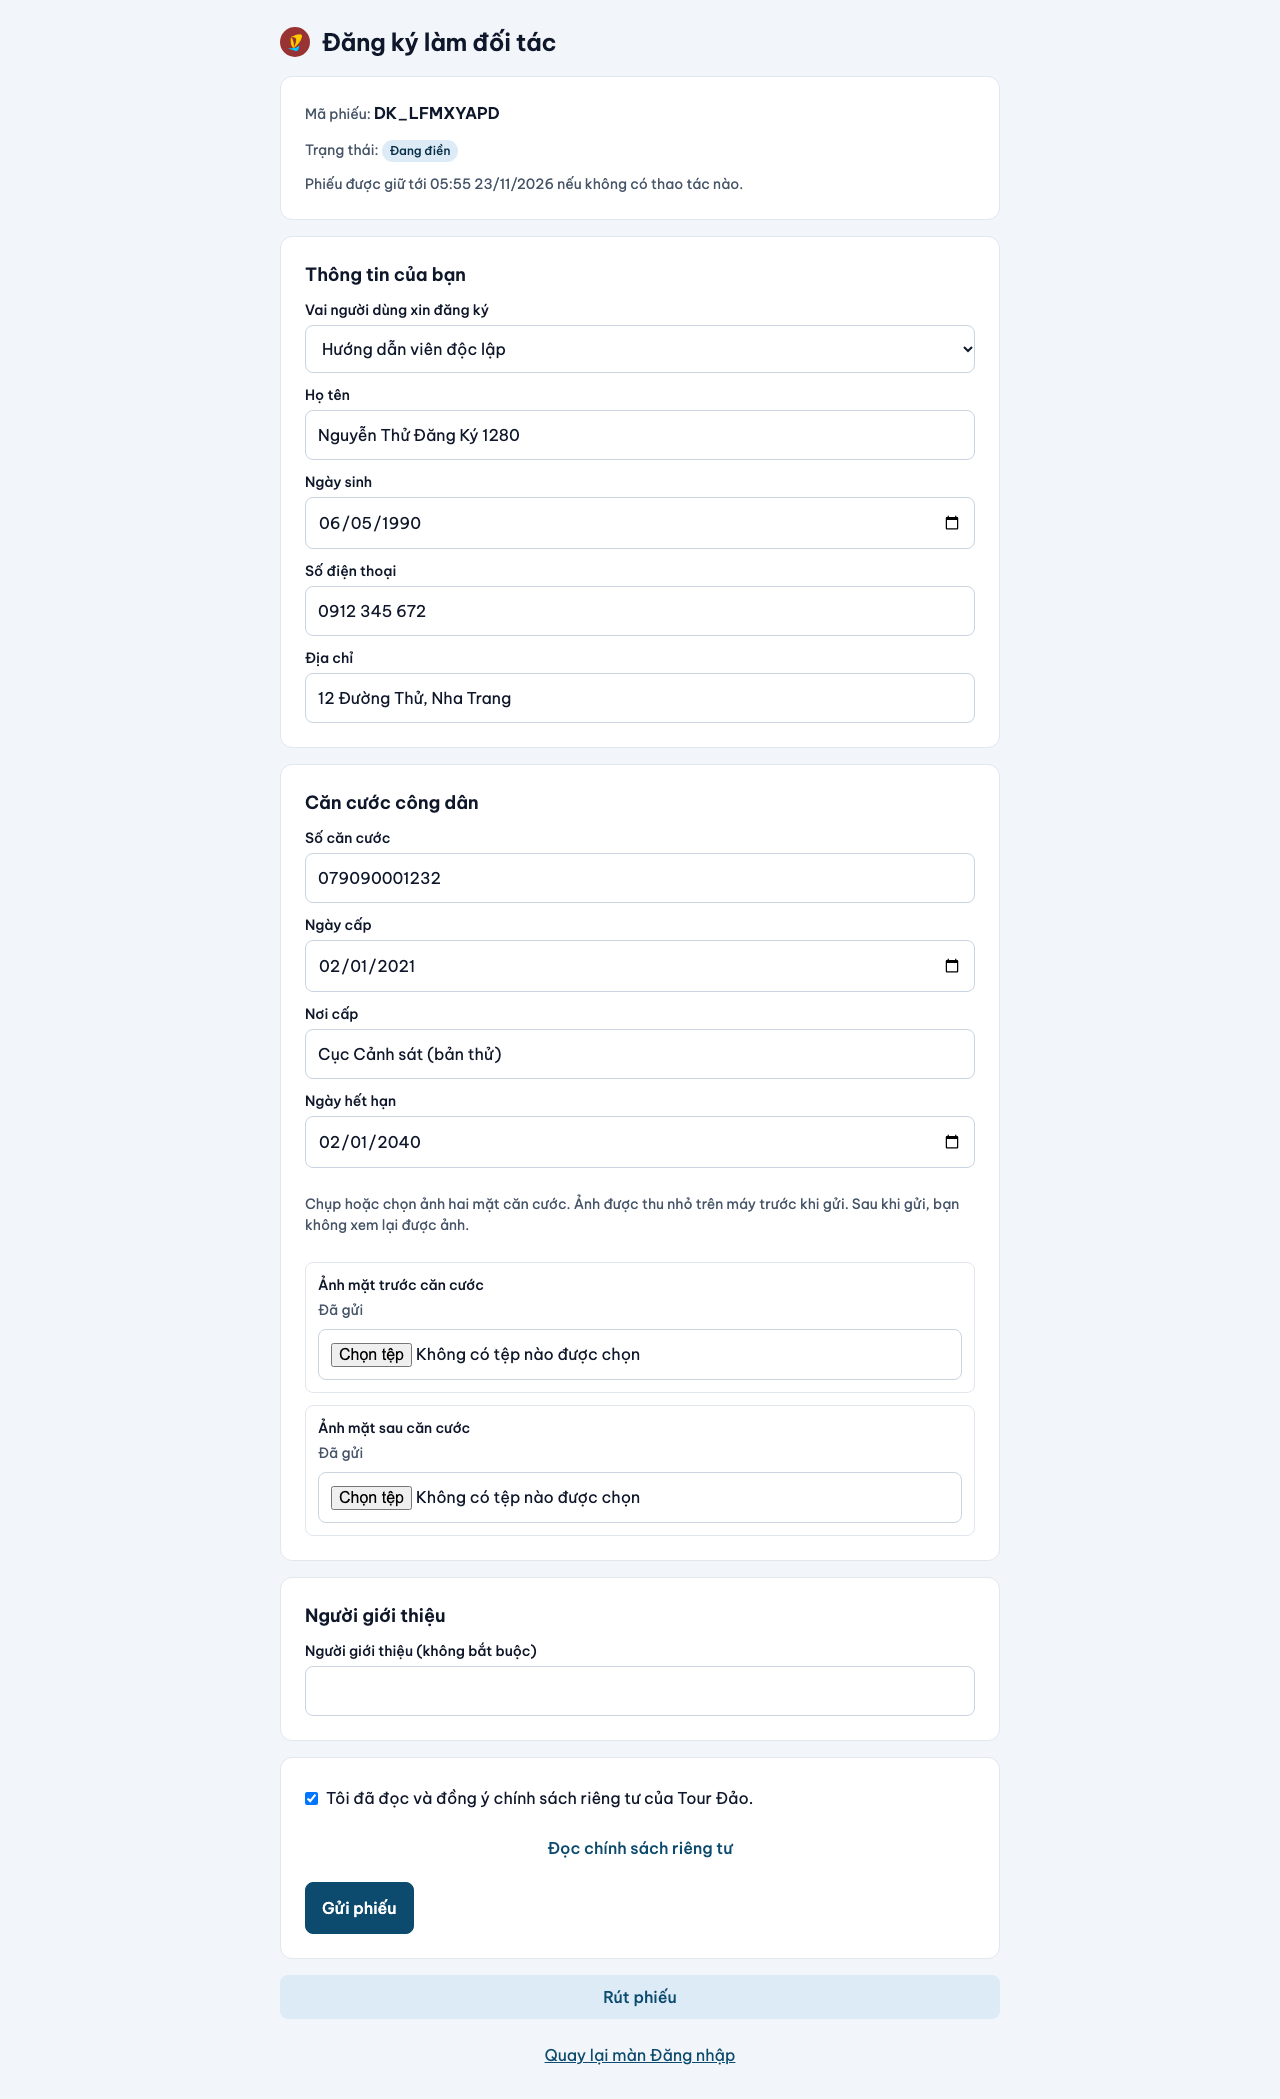 Đăng ký làm đối tác
Mã phiếu: DK_LFMXYAPD
Trạng thái: Đang điền
Phiếu được giữ tới 05:55 23/11/2026 nếu không có thao tác nào.
Thông tin của bạn
Vai người dùng xin đăng ký
Hướng dẫn viên độc lập
Họ tên
Nguyễn Thử Đăng Ký 1280
Ngày sinh
06/05/1990
Số điện thoại
0912 345 672
Địa chỉ
12 Đường Thử, Nha Trang
Căn cước công dân
Số căn cước
079090001232
Ngày cấp
02/01/2021
Nơi cấp
Cục Cảnh sát (bản thử)
Ngày hết hạn
02/01/2040
Chụp hoặc chọn ảnh hai mặt căn cước. Ảnh được thu nhỏ trên máy trước khi gửi. Sau khi gửi, bạn
không xem lại được ảnh.
Ảnh mặt trước căn cước
Đã gửi
Chọn tệp Không có tệp nào được chọn
Ảnh mặt sau căn cước
Đã gửi
Chọn tệp Không có tệp nào được chọn
Người giới thiệu
Người giới thiệu (không bắt buộc)
Tôi đã đọc và đồng ý chính sách riêng tư của Tour Đảo.
Đọc chính sách riêng tư
Gửi phiếu
Rút phiếu
Quay lại màn Đăng nhập